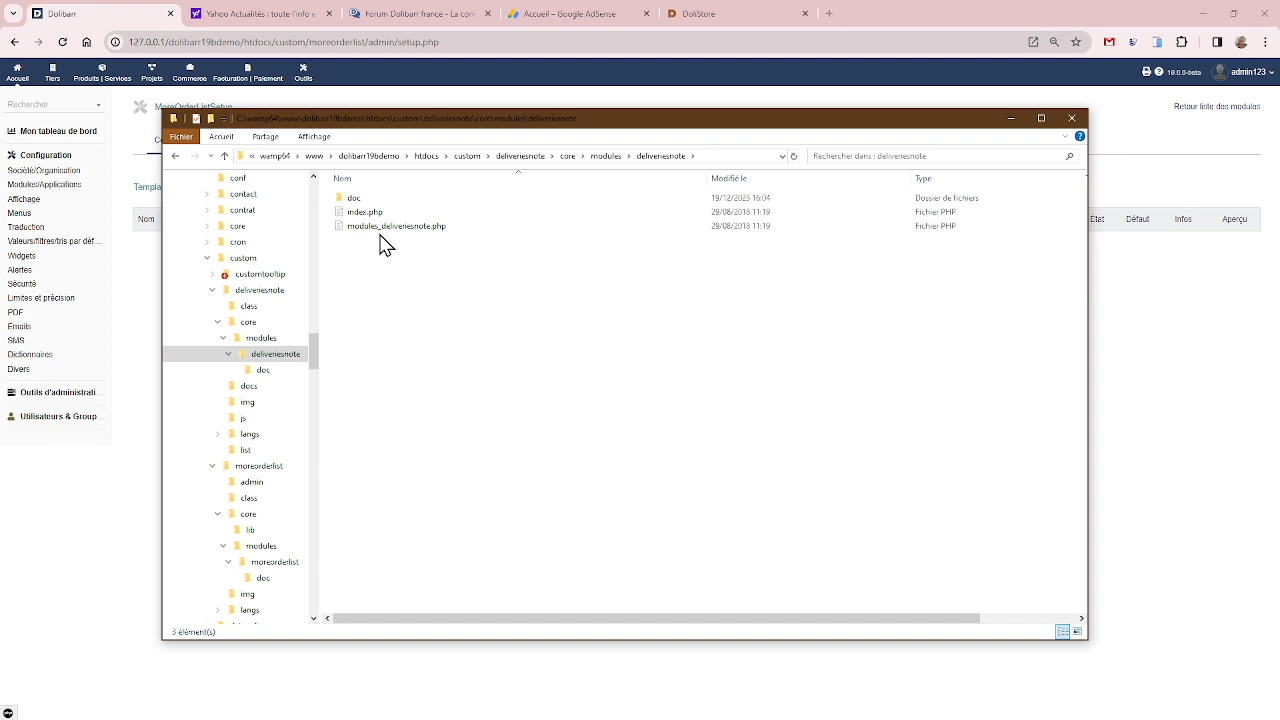 Dolibarr
Yahoo Actualités : toute l'info e
Forum Dolibarr france - La con
Accueil – Google AdSense
DoliStore
127.0.0.1/dolibarr19bdemo/htdocs/custom/moreorderlist/admin/setup.php
Accueil
Tiers
Produits | Services
Projets
Commerce
Facturation | Paiement
Outils
19.0.0-beta
admin123
Rechercher
MoreOrderListSetup
Retour liste des modules
Mon tableau de bord
Configuration
Société/Organisation
Modules/Applications
Affichage
Menus
Traduction
Valeurs/filtres/tris par déf...
Widgets
Alertes
Sécurité
Limites et précision
PDF
Emails
SMS
Dictionnaires
Divers
Outils d'administrati...
Utilisateurs & Group...
Templa
Nom
État
Défaut
Infos
Aperçu
C:\wamp64\www\dolibarr19bdemo\htdocs\custom\deliveriesnote\core\modules\deliveriesnote
Fichier
Accueil
Partage
Affichage
« wamp64 › www › dolibarr19bdemo › htdocs › custom › deliveriesnote › core › modules › deliveriesnote ›
Rechercher dans : deliveriesnote
Nom
Modifié le
Type
doc
19/12/2023 16:04
Dossier de fichiers
index.php
29/08/2018 11:19
Fichier PHP
modules_deliveriesnote.php
29/08/2018 11:19
Fichier PHP
conf
contact
contrat
core
cron
custom
customtooltip
deliveriesnote
class
core
modules
deliveriesnote
doc
docs
img
js
langs
list
moreorderlist
admin
class
core
lib
modules
moreorderlist
doc
img
langs
3 élément(s)